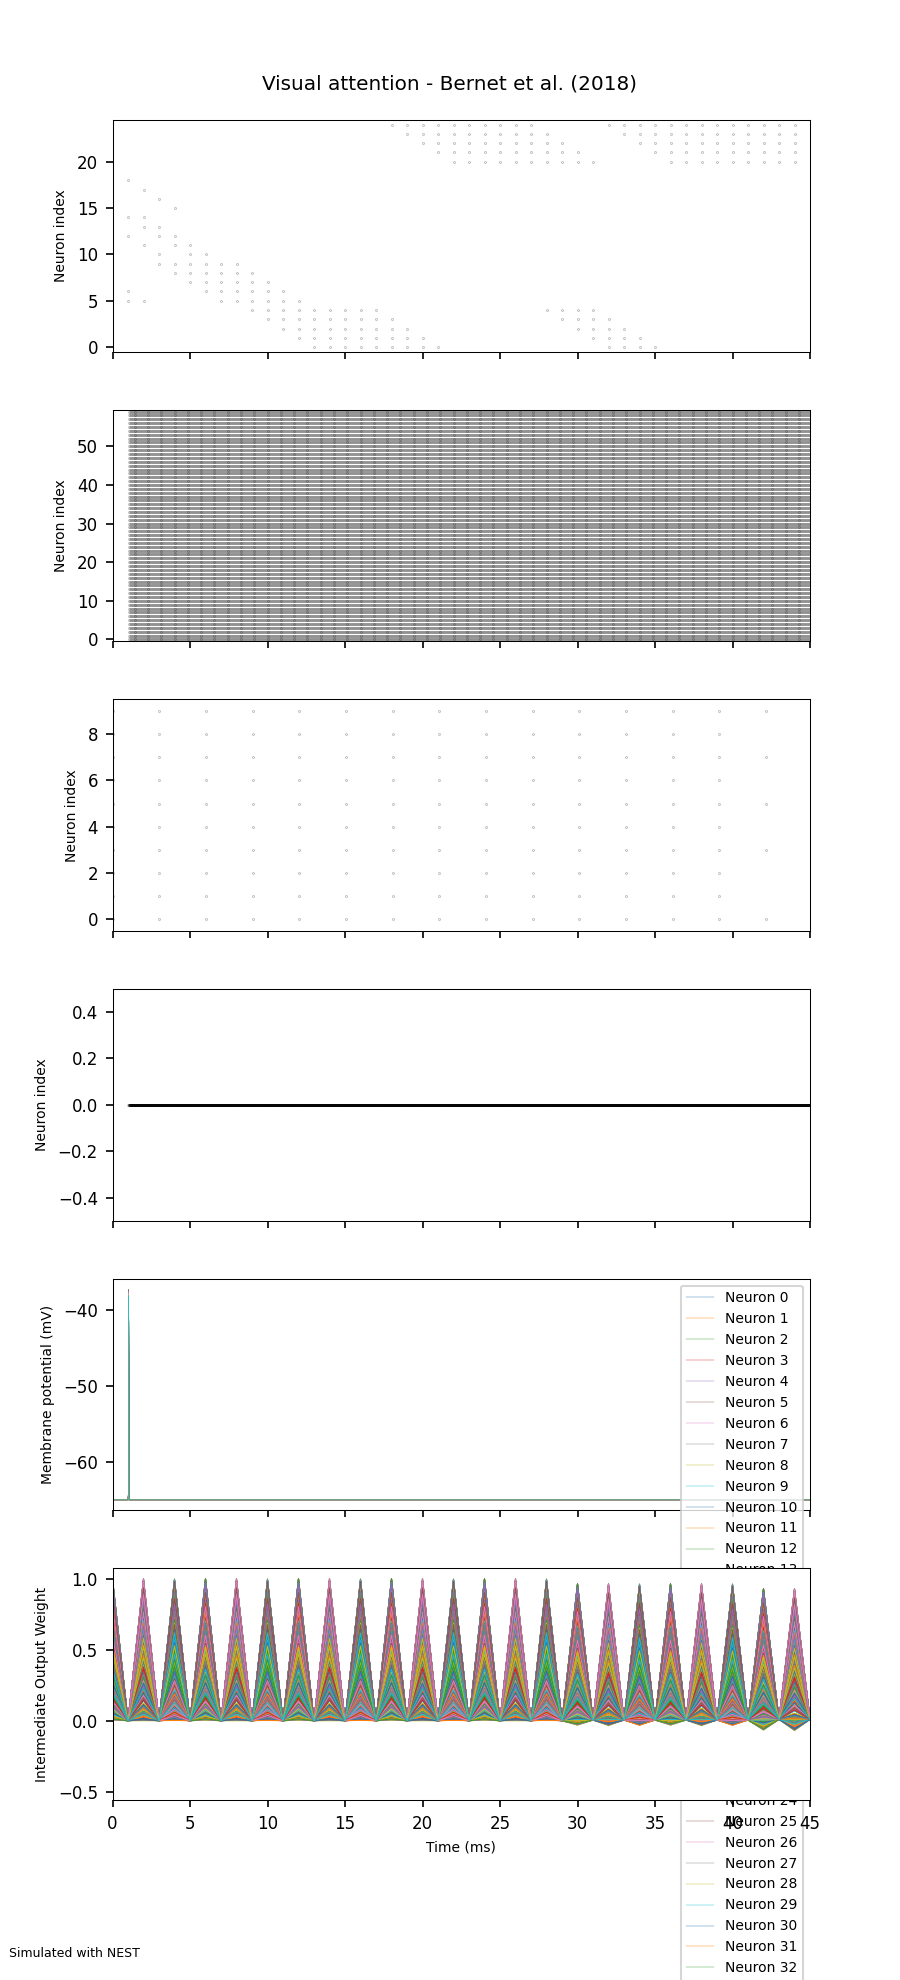 Visual attention - Bernet et al. (2018)
20
15
10
5
0
Neuron index
50
40
30
20
10
0
Neuron index
8
6
4
2
0
Neuron index
0.4
0.2
0.0
−0.2
−0.4
Neuron index
−40
−50
−60
Membrane potential (mV)
Neuron 0
Neuron 1
Neuron 2
Neuron 3
Neuron 4
Neuron 5
Neuron 6
Neuron 7
Neuron 8
Neuron 9
Neuron 10
Neuron 11
Neuron 12
Neuron 13
1.0
0.5
0.0
−0.5
Intermediate Output Weight
Neuron 24
0 5 10 15 20 25 30 35 40 45
Time (ms)
Neuron 25
Neuron 26
Neuron 27
Neuron 28
Neuron 29
Neuron 30
Neuron 31
Neuron 32
Simulated with NEST